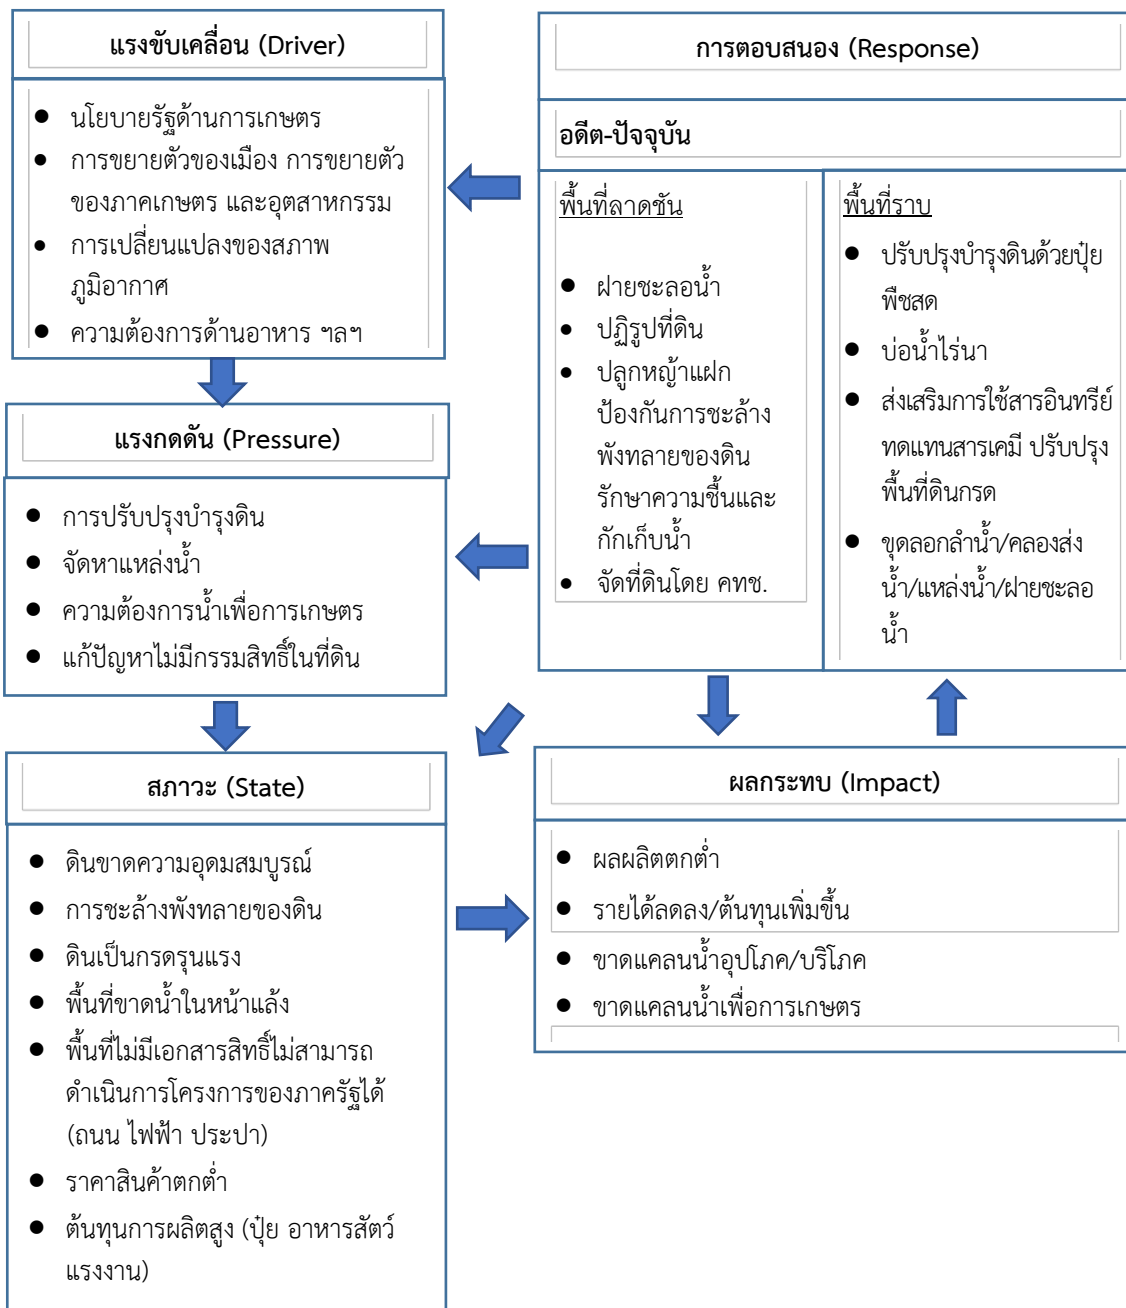 แรงขับเคลื่อน (Driver)
● นโยบายรัฐด้านการเกษตร
● การขยายตัวของเมือง การขยายตัว
ของภาคเกษตร และอุตสาหกรรม
● การเปลี่ยนแปลงของสภาพ
ภูมิอากาศ
● ความต้องการด้านอาหาร ฯลฯ
แรงกดดัน (Pressure)
● การปรับปรุงบำรุงดิน
● จัดหาแหล่งน้ำ
● ความต้องการน้ำเพื่อการเกษตร
● แก้ปัญหาไม่มีกรรมสิทธิ์ในที่ดิน
สภาวะ (State)
● ดินขาดความอุดมสมบูรณ์
● การชะล้างพังทลายของดิน
● ดินเป็นกรดรุนแรง
● พื้นที่ขาดน้ำในหน้าแล้ง
● พื้นที่ไม่มีเอกสารสิทธิ์ไม่สามารถ
ดำเนินการโครงการของภาครัฐได้
(ถนน ไฟฟ้า ประปา)
● ราคาสินค้าตกต่ำ
● ต้นทุนการผลิตสูง (ปุ๋ย อาหารสัตว์
แรงงาน)
การตอบสนอง (Response)
อดีต-ปัจจุบัน
พื้นที่ลาดชัน
● ฝายชะลอน้ำ
● ปฏิรูปที่ดิน
● ปลูกหญ้าแฝก
ป้องกันการชะล้าง
พังทลายของดิน
รักษาความชื้นและ
กักเก็บน้ำ
● จัดที่ดินโดย คทช.
พื้นที่ราบ
● ปรับปรุงบำรุงดินด้วยปุ๋ย
พืชสด
● บ่อน้ำไร่นา
● ส่งเสริมการใช้สารอินทรีย์
ทดแทนสารเคมี ปรับปรุง
พื้นที่ดินกรด
● ขุดลอกลำน้ำ/คลองส่ง
น้ำ/แหล่งน้ำ/ฝายชะลอ
น้ำ
ผลกระทบ (Impact)
● ผลผลิตตกต่ำ
● รายได้ลดลง/ต้นทุนเพิ่มขึ้น
● ขาดแคลนน้ำอุปโภค/บริโภค
● ขาดแคลนน้ำเพื่อการเกษตร